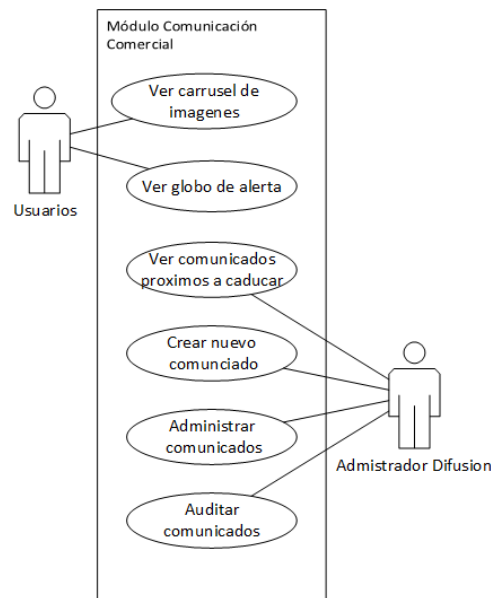 Módulo Comunicación
Comercial
Ver carrusel de
imagenes
Usuarios
Ver globo de alerta
Ver comunicados
proximos a caducar
Crear nuevo
comunciado
Administrar
comunicados
Admistrador Difusion
Auditar
comunicados